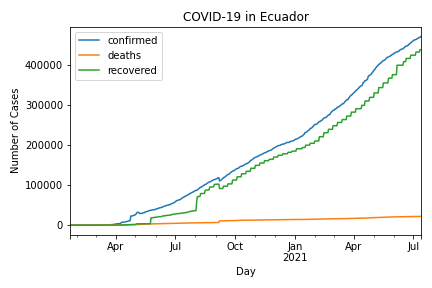 COVID-19 in Ecuador
confirmed
deaths
recovered
Number of Cases
400000
300000
200000
100000
0
Apr
Jul
Oct
Jan
2021
Apr
Jul
Day